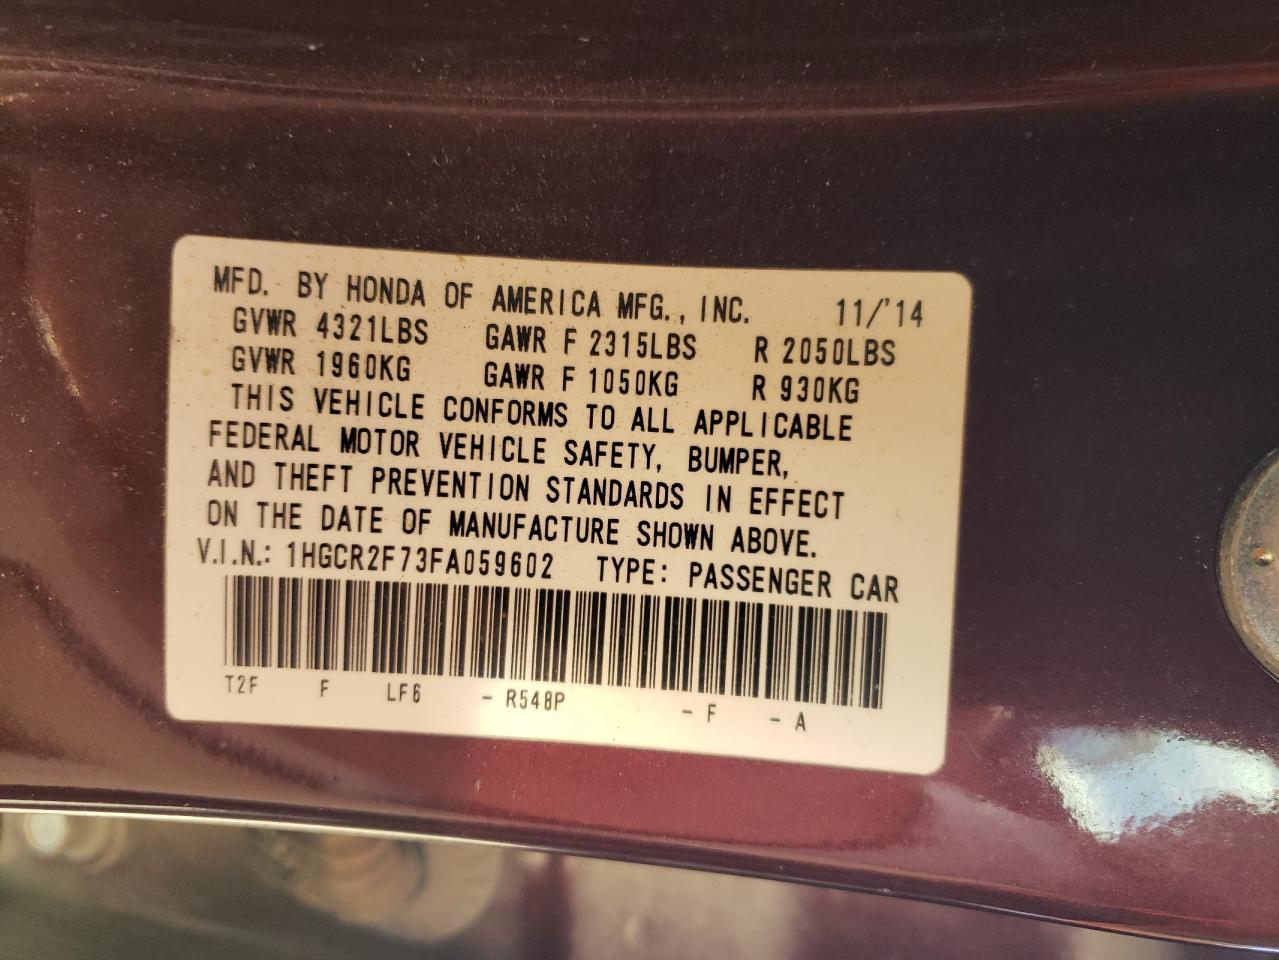 MFD. BY HONDA OF AMERICA MFG., INC. 11/'14
GVWR 4321LBS GAWR F 2315LBS R 2050LBS
GVWR 1960KG GAWR F 1050KG R 930KG
THIS VEHICLE CONFORMS TO ALL APPLICABLE
FEDERAL MOTOR VEHICLE SAFETY, BUMPER,
AND THEFT PREVENTION STANDARDS IN EFFECT
ON THE DATE OF MANUFACTURE SHOWN ABOVE.
V.I.N.: 1HGCR2F73FA059602 TYPE: PASSENGER CAR
T2F F LF6 - R548P - F - A